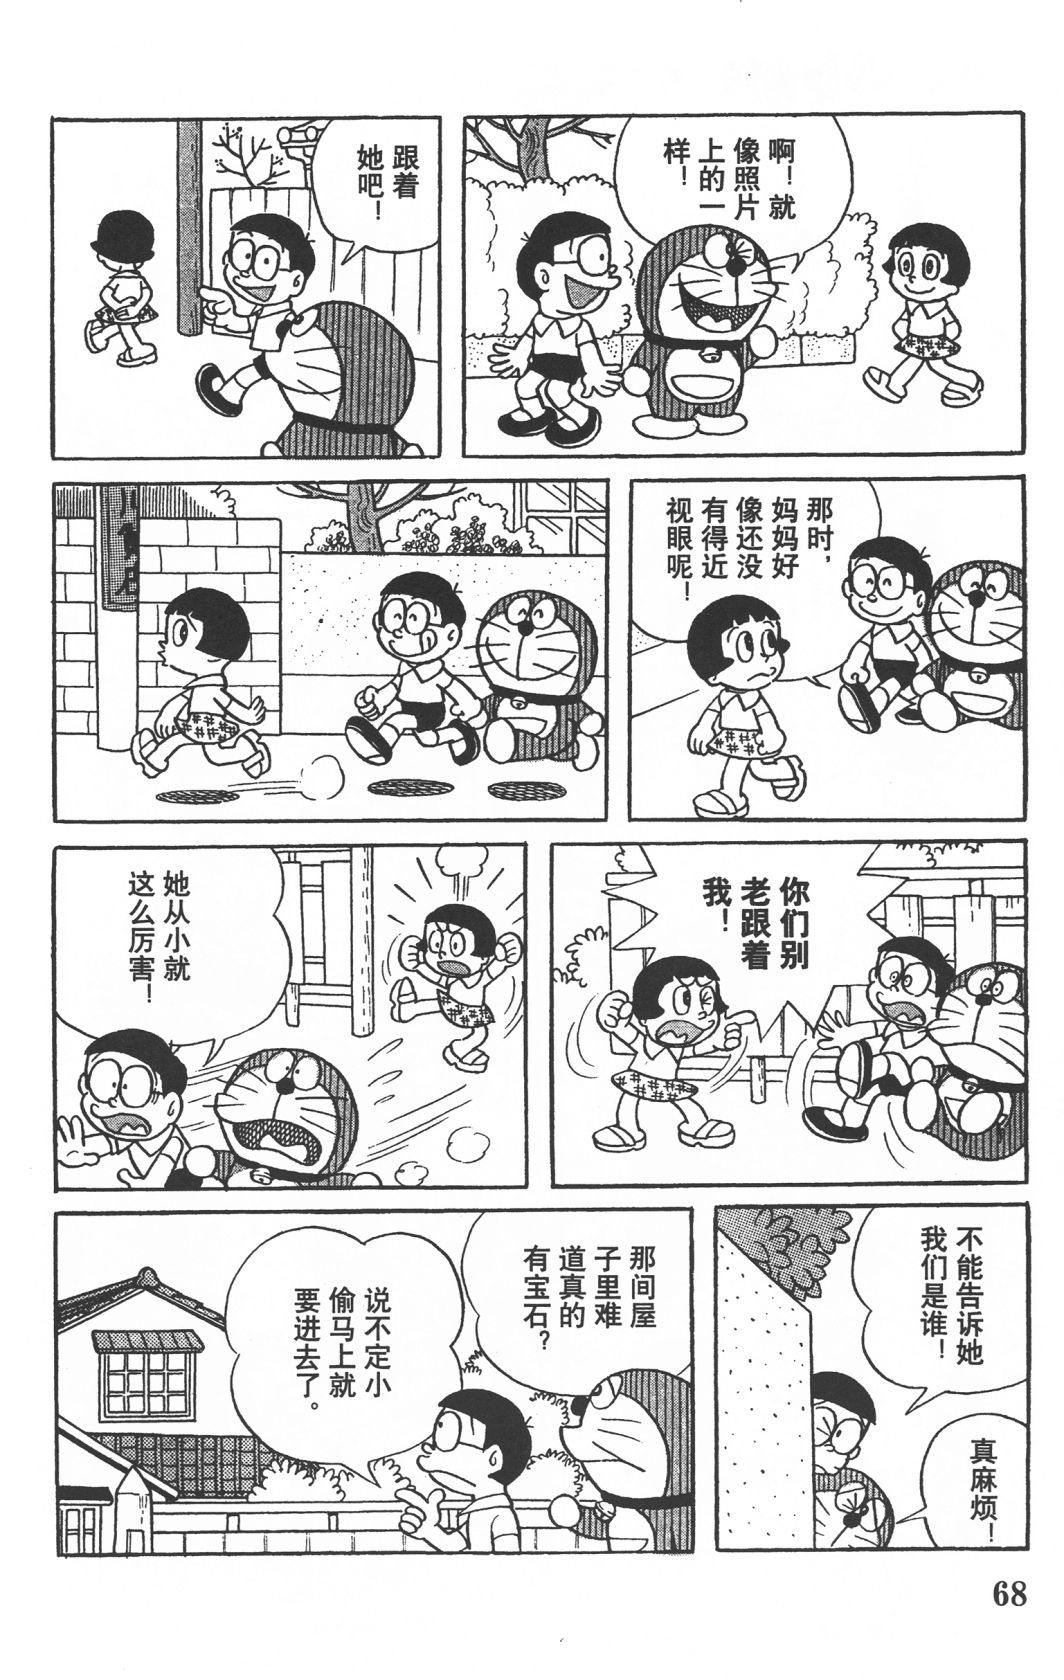 啊！就
像照片
上的一
样！
跟着
她吧！
那时，
妈妈好
像还没
有得近
视眼呢！
你们别
老跟着
我！
她从小就
这么厉害！
不能告诉她
我们是谁！
真麻烦！
那间屋
子里难
道真的
有宝石？
说不定小
偷马上就
要进去了。
68